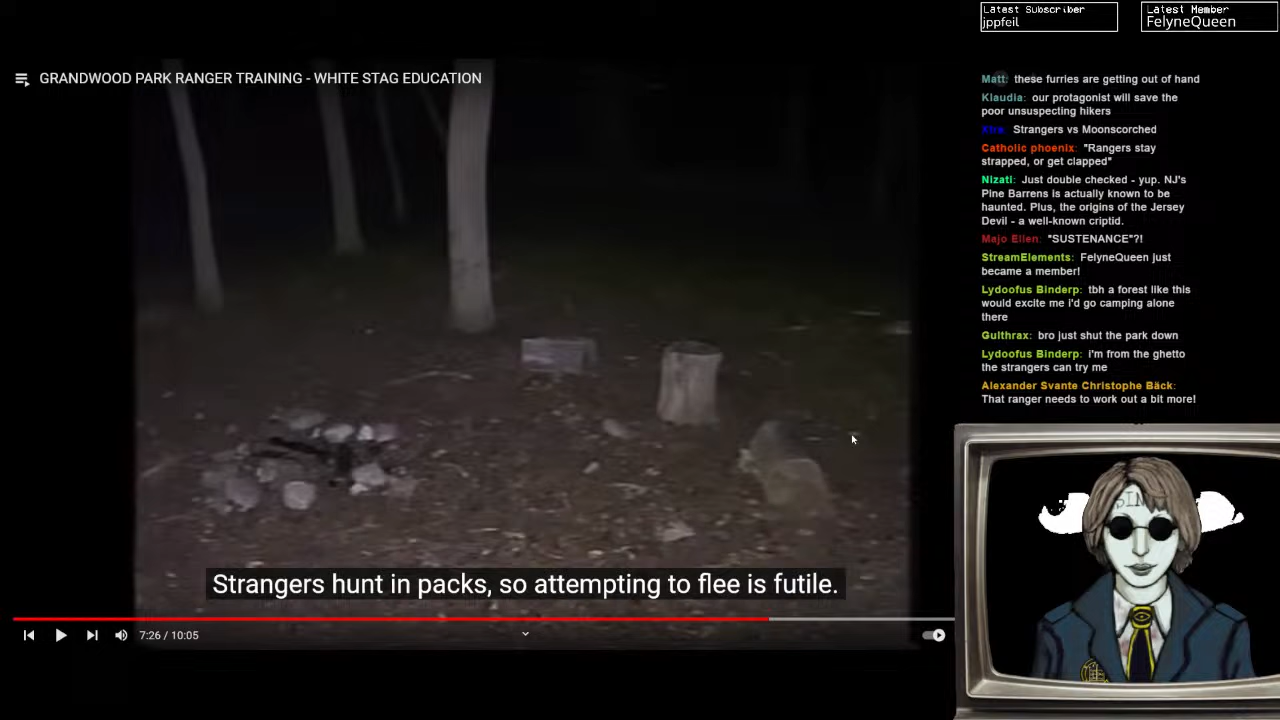 Latest Subscriber
jppfeil
Latest Member
FelyneQueen
GRANDWOOD PARK RANGER TRAINING - WHITE STAG EDUCATION
Matt: these furries are getting out of hand
Klaudia: our protagonist will save the
poor unsuspecting hikers
Xtra: Strangers vs Moonscorched
Catholic phoenix: "Rangers stay
strapped, or get clapped"
Nizati: Just double checked - yup. NJ's
Pine Barrens is actually known to be
haunted. Plus, the origins of the Jersey
Devil - a well-known criptid.
Majo Ellen: "SUSTENANCE"?!
StreamElements: FelyneQueen just
became a member!
Lydoofus Binderp: tbh a forest like this
would excite me i'd go camping alone
there
Gulthrax: bro just shut the park down
Lydoofus Binderp: i'm from the ghetto
the strangers can try me
Alexander Svante Christophe Bäck:
That ranger needs to work out a bit more!
SIN
Strangers hunt in packs, so attempting to flee is futile.
7:26 / 10:05